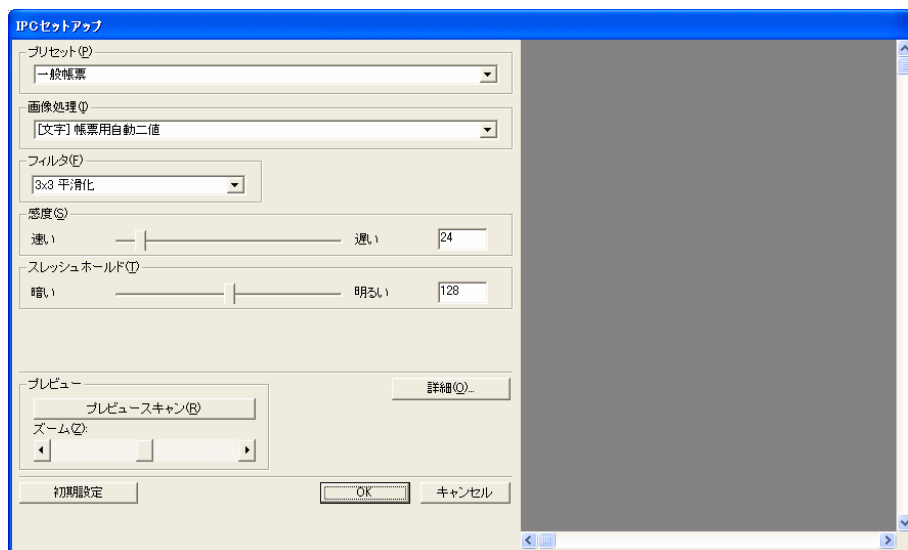 IPCセットアップ
プリセット(P)
一般帳票
画像処理(I)
[文字] 帳票用自動二値
フィルタ(F)
3x3 平滑化
感度(S)
速い 遅い 24
スレッシュホールド(T)
暗い 明るい 128
プレビュー
詳細(O)...
プレビュースキャン(R)
ズーム(Z):
初期設定 OK キャンセル